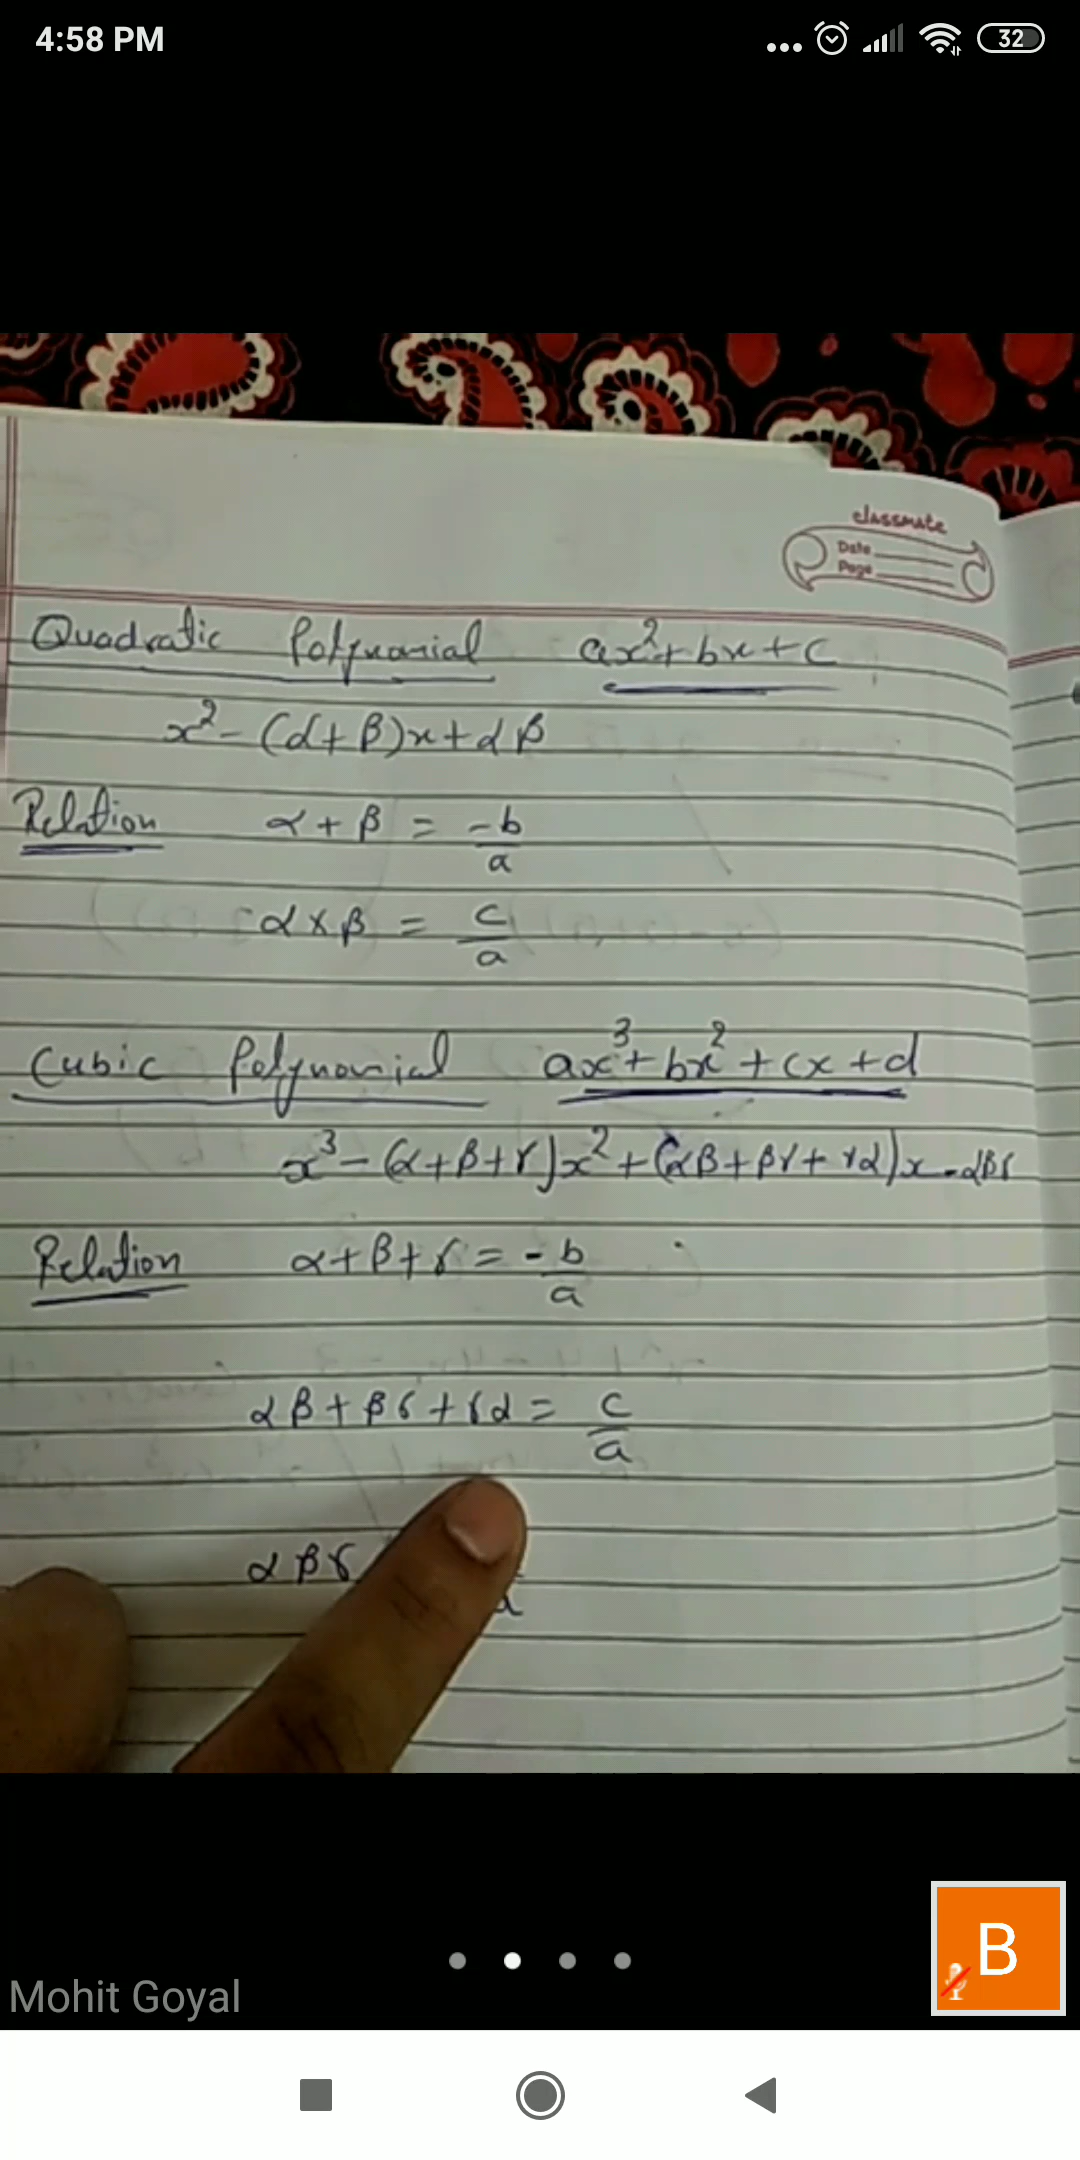 4:58 PM
32
classmate
Date
Page
Quadratic Polynomial ax²+bx+c
x² - (α+β)x+αβ
Relation α + β = -b/a
α×β = c/a
Cubic Polynomial ax³+bx²+cx+d
x³-(α+β+γ)x²+(αβ+βγ+γα)x-αβγ
Relation α+β+γ = -b/a
αβ+βγ+γα = c/a
αβγ
a
B
Mohit Goyal